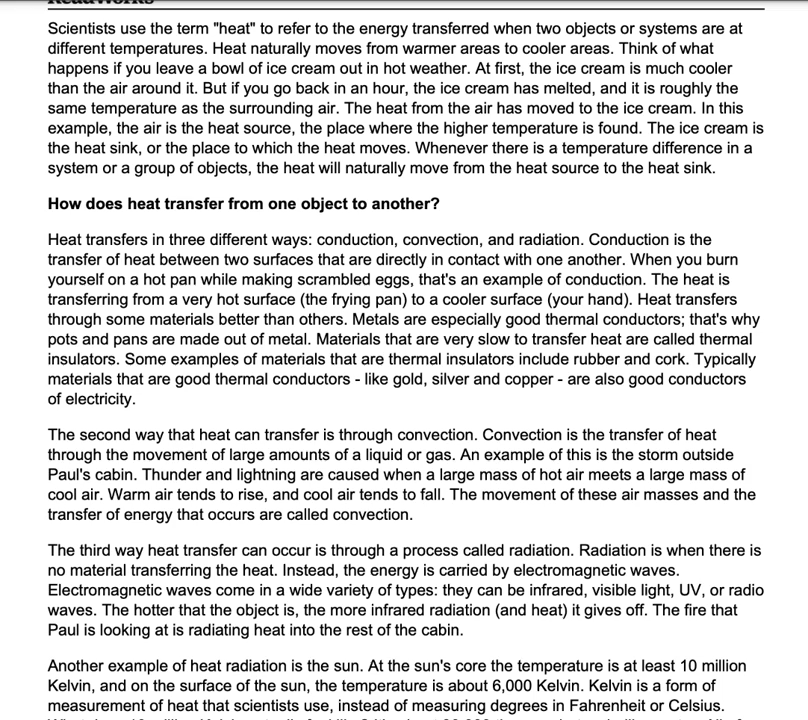 Scientists use the term "heat" to refer to the energy transferred when two objects or systems are at
different temperatures. Heat naturally moves from warmer areas to cooler areas. Think of what
happens if you leave a bowl of ice cream out in hot weather. At first, the ice cream is much cooler
than the air around it. But if you go back in an hour, the ice cream has melted, and it is roughly the
same temperature as the surrounding air. The heat from the air has moved to the ice cream. In this
example, the air is the heat source, the place where the higher temperature is found. The ice cream is
the heat sink, or the place to which the heat moves. Whenever there is a temperature difference in a
system or a group of objects, the heat will naturally move from the heat source to the heat sink.
How does heat transfer from one object to another?
Heat transfers in three different ways: conduction, convection, and radiation. Conduction is the
transfer of heat between two surfaces that are directly in contact with one another. When you burn
yourself on a hot pan while making scrambled eggs, that's an example of conduction. The heat is
transferring from a very hot surface (the frying pan) to a cooler surface (your hand). Heat transfers
through some materials better than others. Metals are especially good thermal conductors; that's why
pots and pans are made out of metal. Materials that are very slow to transfer heat are called thermal
insulators. Some examples of materials that are thermal insulators include rubber and cork. Typically
materials that are good thermal conductors - like gold, silver and copper - are also good conductors
of electricity.
The second way that heat can transfer is through convection. Convection is the transfer of heat
through the movement of large amounts of a liquid or gas. An example of this is the storm outside
Paul's cabin. Thunder and lightning are caused when a large mass of hot air meets a large mass of
cool air. Warm air tends to rise, and cool air tends to fall. The movement of these air masses and the
transfer of energy that occurs are called convection.
The third way heat transfer can occur is through a process called radiation. Radiation is when there is
no material transferring the heat. Instead, the energy is carried by electromagnetic waves.
Electromagnetic waves come in a wide variety of types: they can be infrared, visible light, UV, or radio
waves. The hotter that the object is, the more infrared radiation (and heat) it gives off. The fire that
Paul is looking at is radiating heat into the rest of the cabin.
Another example of heat radiation is the sun. At the sun's core the temperature is at least 10 million
Kelvin, and on the surface of the sun, the temperature is about 6,000 Kelvin. Kelvin is a form of
measurement of heat that scientists use, instead of measuring degrees in Fahrenheit or Celsius.